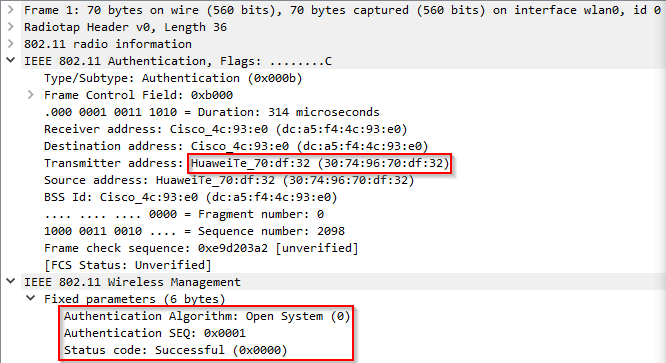 Frame 1: 70 bytes on wire (560 bits), 70 bytes captured (560 bits) on interface wlan0, id 0
Radiotap Header v0, Length 36
802.11 radio information
IEEE 802.11 Authentication, Flags: ........C
Type/Subtype: Authentication (0x000b)
Frame Control Field: 0xb000
.000 0001 0011 1010 = Duration: 314 microseconds
Receiver address: Cisco_4c:93:e0 (dc:a5:f4:4c:93:e0)
Destination address: Cisco_4c:93:e0 (dc:a5:f4:4c:93:e0)
Transmitter address: HuaweiTe_70:df:32 (30:74:96:70:df:32)
Source address: HuaweiTe_70:df:32 (30:74:96:70:df:32)
BSS Id: Cisco_4c:93:e0 (dc:a5:f4:4c:93:e0)
.... .... .... 0000 = Fragment number: 0
1000 0011 0010 .... = Sequence number: 2098
Frame check sequence: 0xe9d203a2 [unverified]
[FCS Status: Unverified]
IEEE 802.11 Wireless Management
Fixed parameters (6 bytes)
Authentication Algorithm: Open System (0)
Authentication SEQ: 0x0001
Status code: Successful (0x0000)